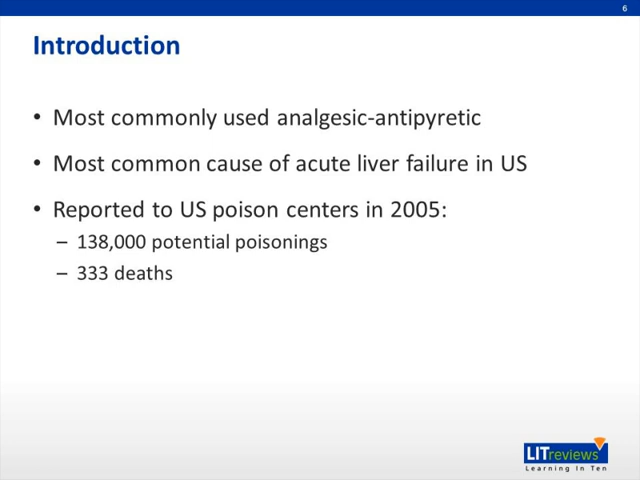 6
Introduction
• Most commonly used analgesic-antipyretic
• Most common cause of acute liver failure in US
• Reported to US poison centers in 2005:
– 138,000 potential poisonings
– 333 deaths
LITreviews
Learning In Ten